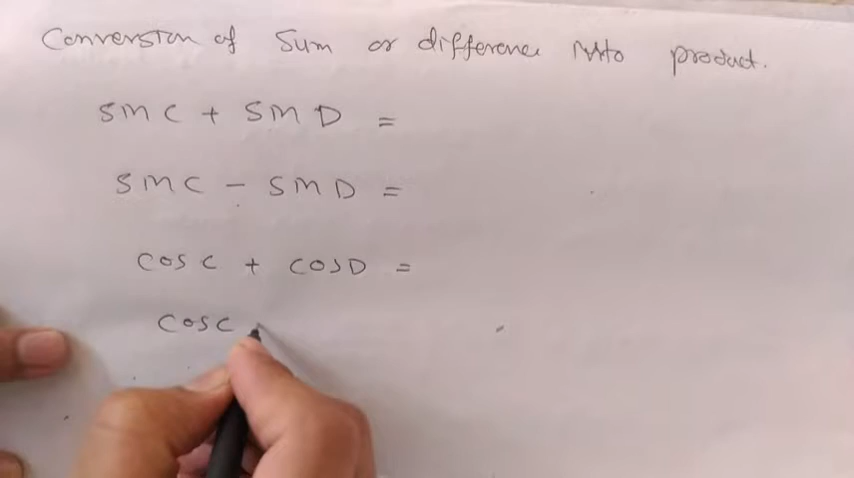 Conversion of Sum or difference into product.
sin C + sin D =
sin C - sin D =
cos C + cos D =
cos C